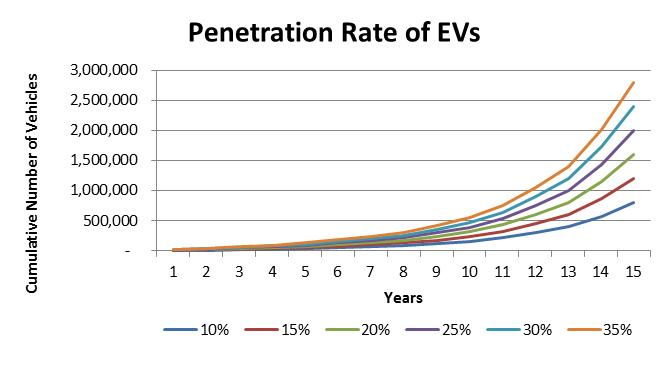 Penetration Rate of EVs
Cumulative Number of Vehicles
3,000,000
2,500,000
2,000,000
1,500,000
1,000,000
500,000
-
1 2 3 4 5 6 7 8 9 10 11 12 13 14 15
Years
10% 15% 20% 25% 30% 35%